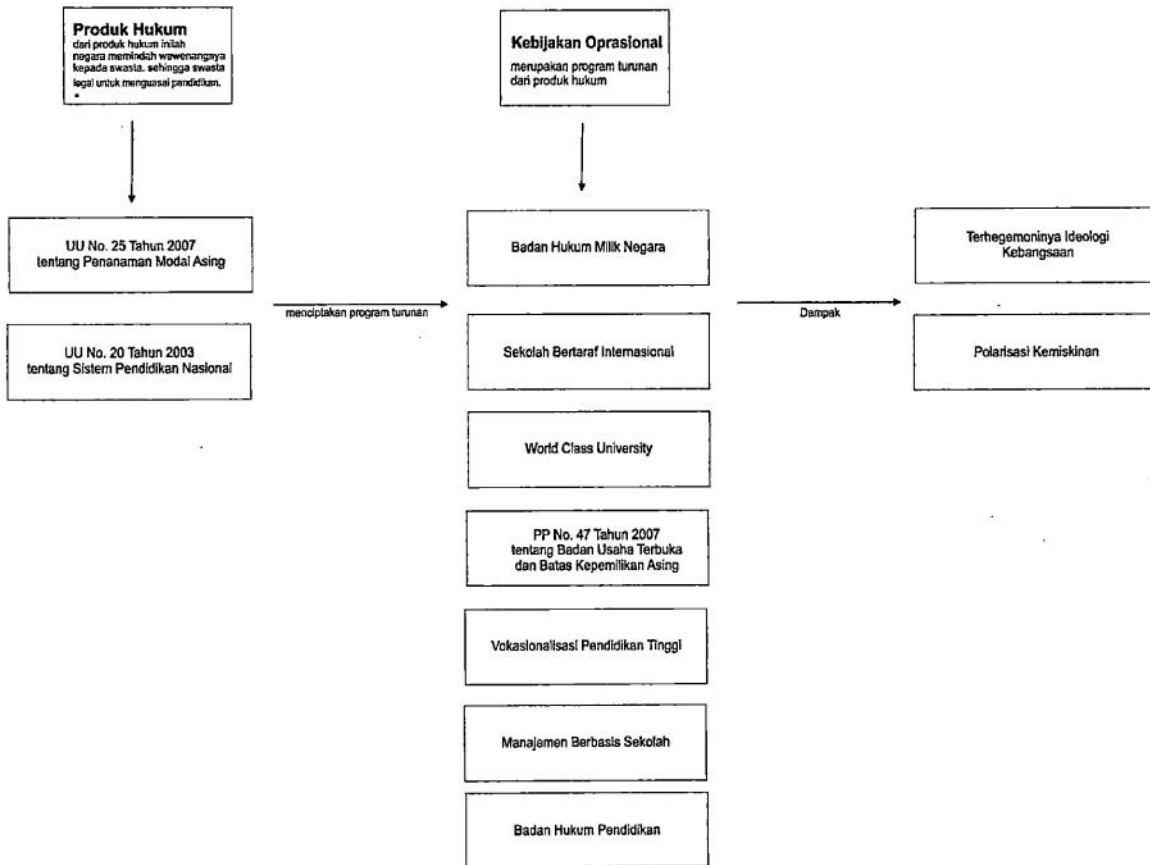 Produk Hukum
dari produk hukum inilah
negara memindah wewenangnya
kepada swasta, sehingga swasta
legal untuk menguasai pendidikan.
Kebijakan Oprasional
merupakan program turunan
dari produk hukum
UU No. 25 Tahun 2007
tentang Penanaman Modal Asing
UU No. 20 Tahun 2003
tentang Sistem Pendidikan Nasional
menciptakan program turunan
Badan Hukum Milik Negara
Sekolah Bertaraf Internasional
World Class University
PP No. 47 Tahun 2007
tentang Badan Usaha Terbuka
dan Batas Kepemilikan Asing
Vokasionalisasi Pendidikan Tinggi
Manajemen Berbasis Sekolah
Badan Hukum Pendidikan
Dampak
Terhegemoninya Ideologi
Kebangsaan
Polarisasi Kemiskinan